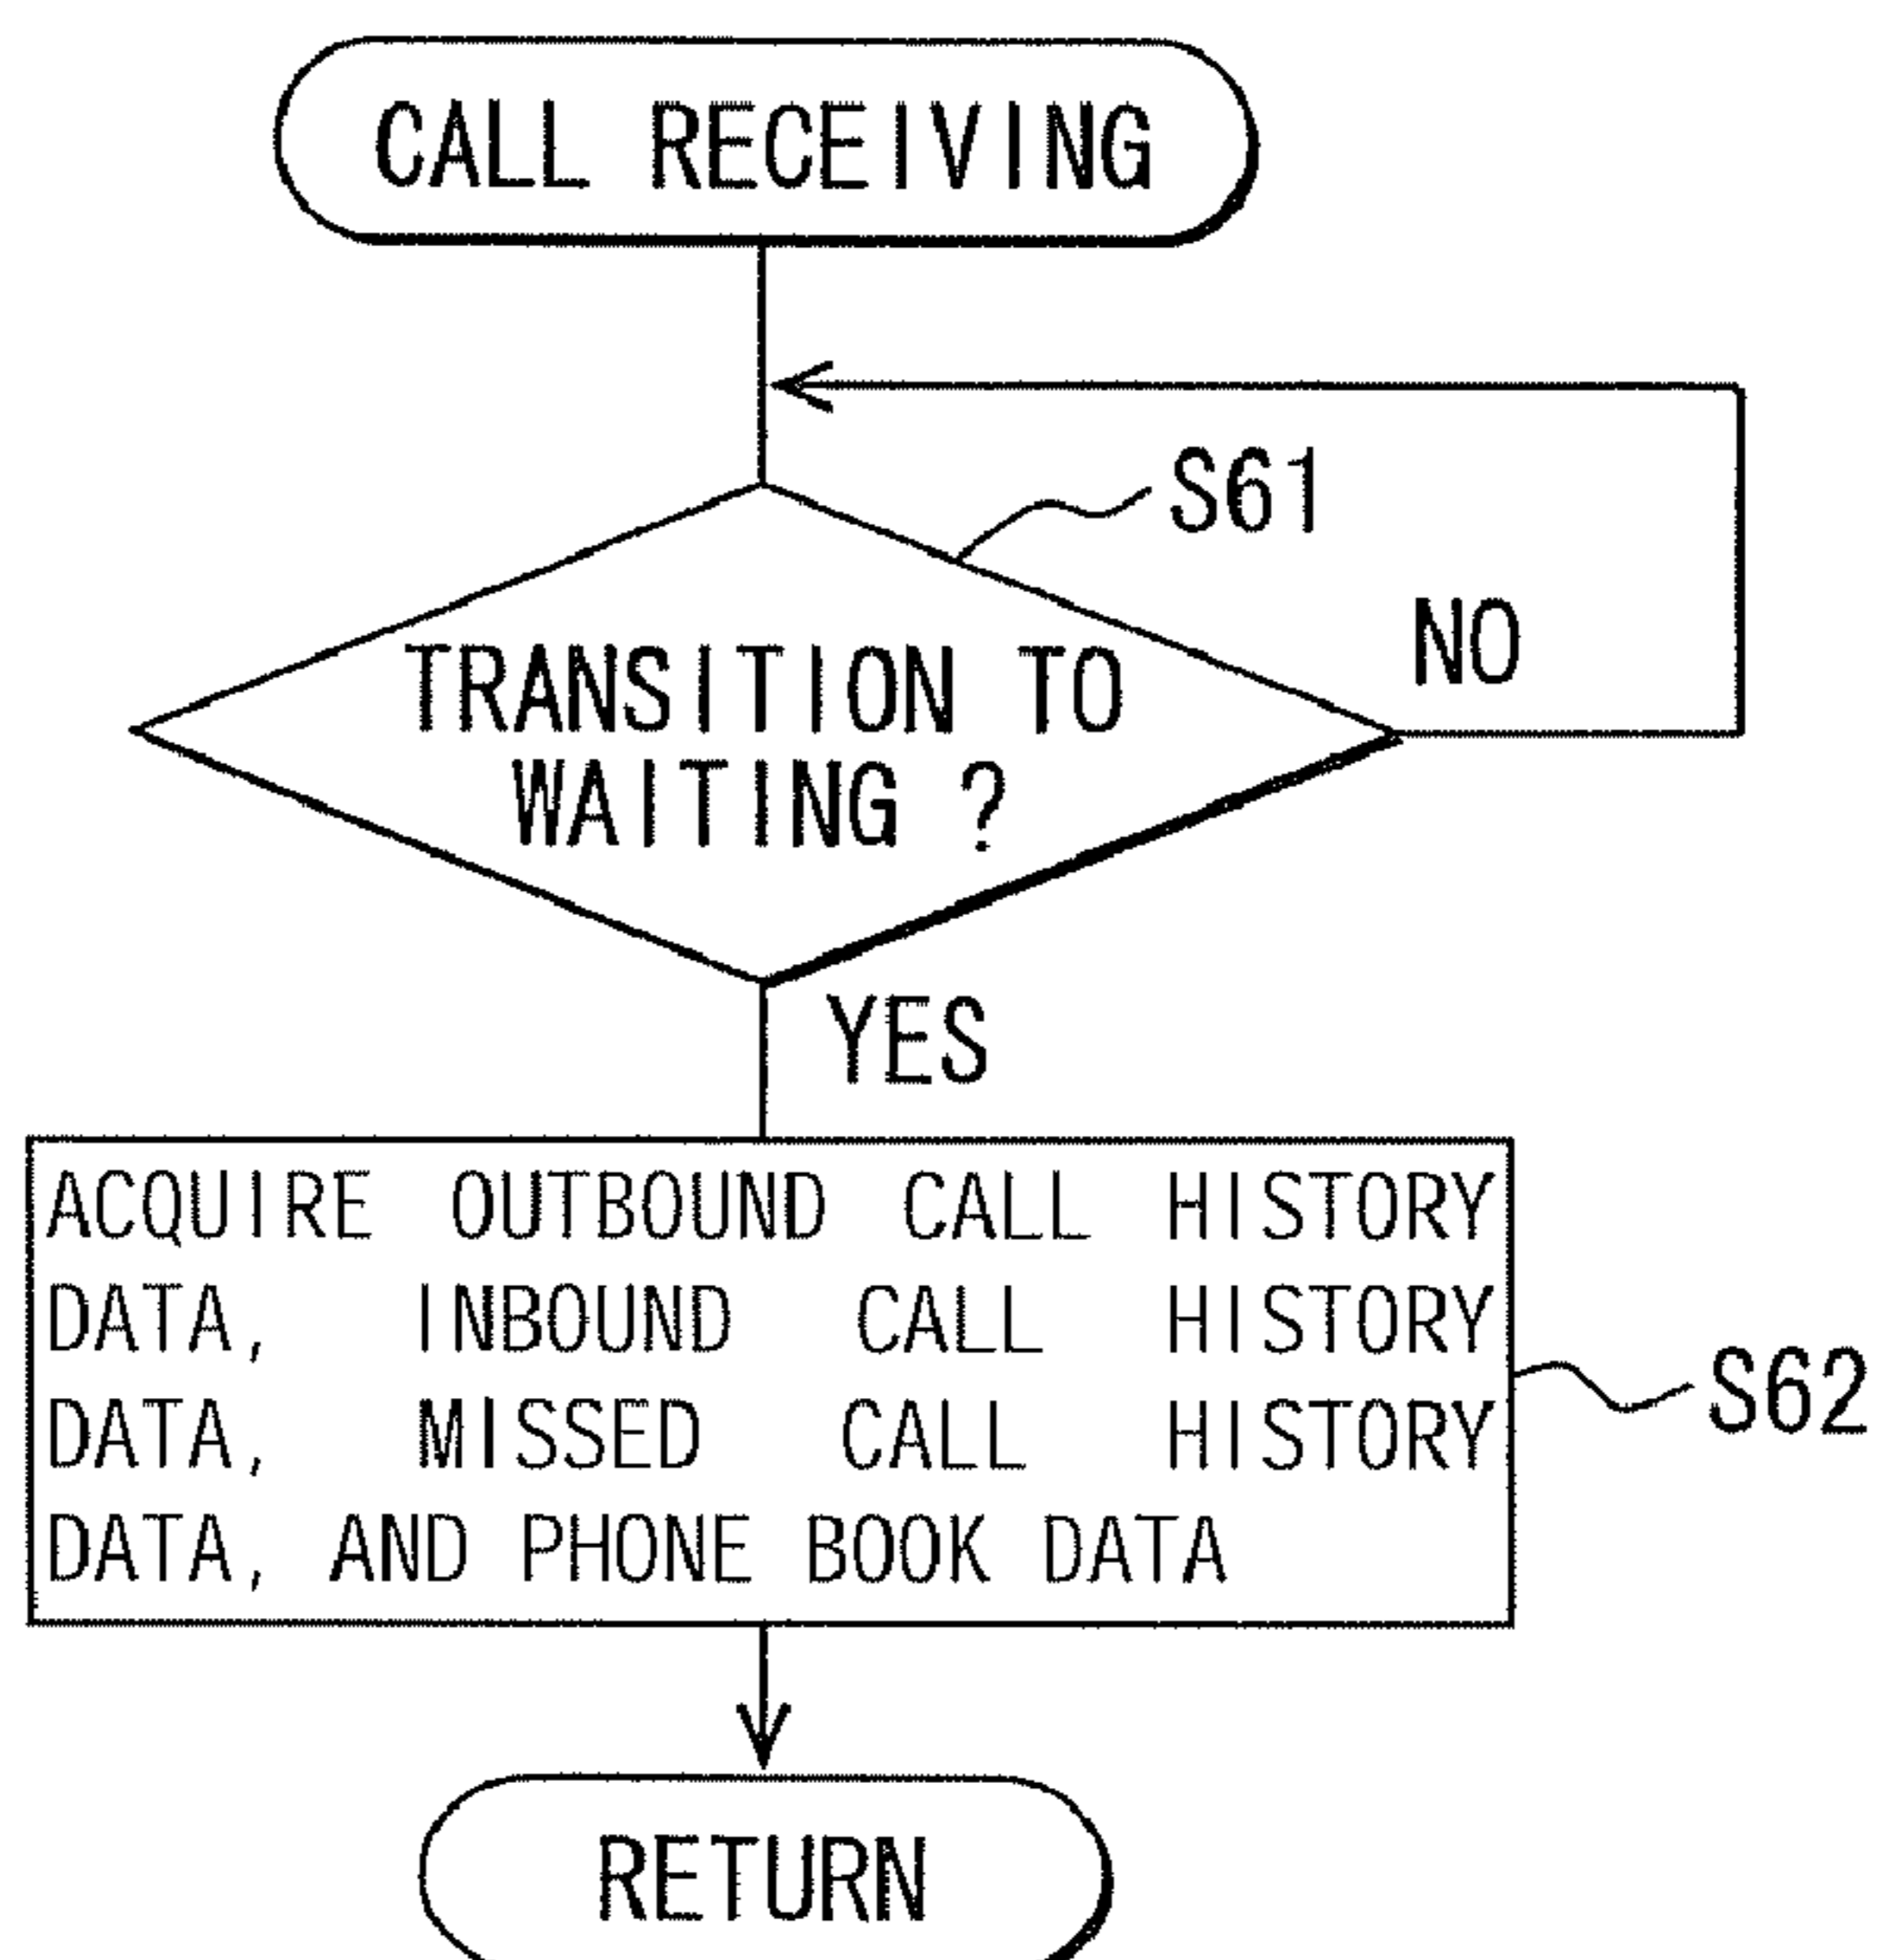 CALL RECEIVING
S61
NO
TRANSITION TO
WAITING ?
YES
ACQUIRE OUTBOUND CALL HISTORY
DATA, INBOUND CALL HISTORY
DATA, MISSED CALL HISTORY
DATA, AND PHONE BOOK DATA
S62
RETURN